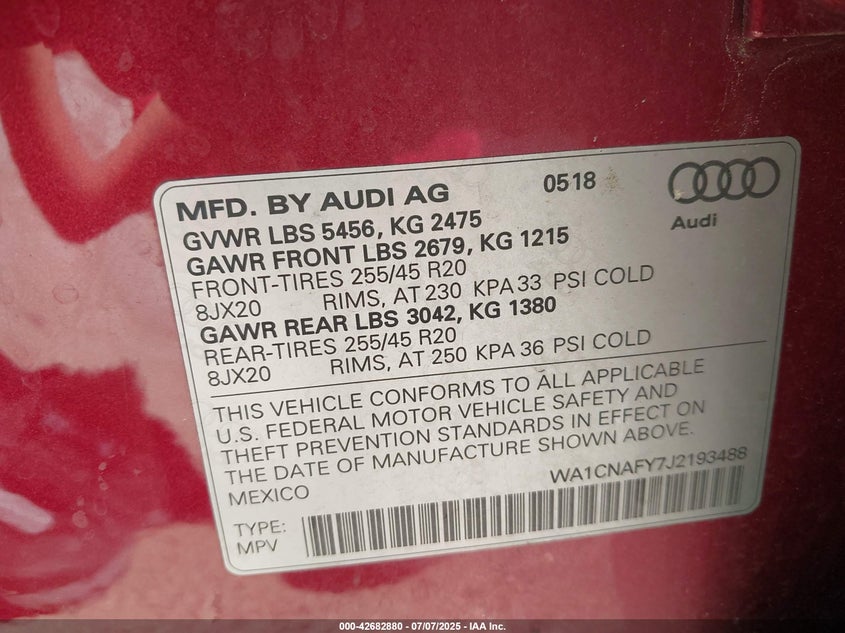 MFD. BY AUDI AG 0518
Audi
GVWR LBS 5456, KG 2475
GAWR FRONT LBS 2679, KG 1215
FRONT-TIRES 255/45 R20
8JX20 RIMS, AT 230 KPA 33 PSI COLD
GAWR REAR LBS 3042, KG 1380
REAR-TIRES 255/45 R20
8JX20 RIMS, AT 250 KPA 36 PSI COLD
THIS VEHICLE CONFORMS TO ALL APPLICABLE
U.S. FEDERAL MOTOR VEHICLE SAFETY AND
THEFT PREVENTION STANDARDS IN EFFECT ON
THE DATE OF MANUFACTURE SHOWN ABOVE.
MEXICO WA1CNAFY7J2193488
TYPE:
MPV
000-42682880 - 07/07/2025 - IAA Inc.